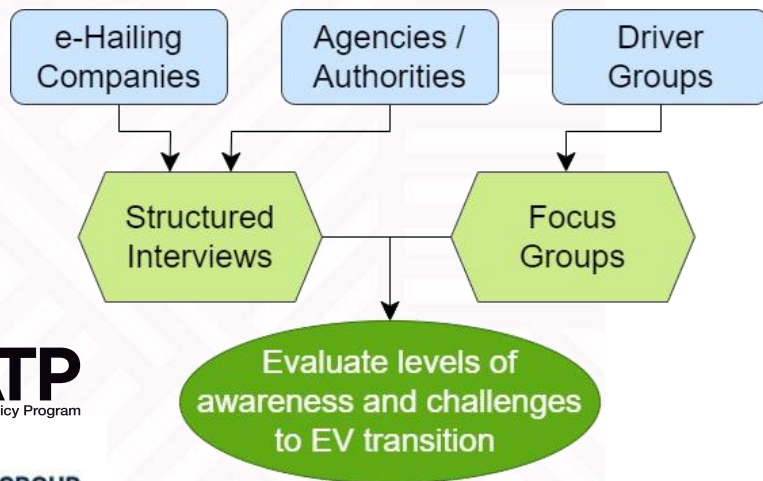 e-Hailing
Companies
Agencies /
Authorities
Driver
Groups
Structured
Interviews
Focus
Groups
Evaluate levels of
awareness and challenges
to EV transition
ATP
icy Program
GROUP